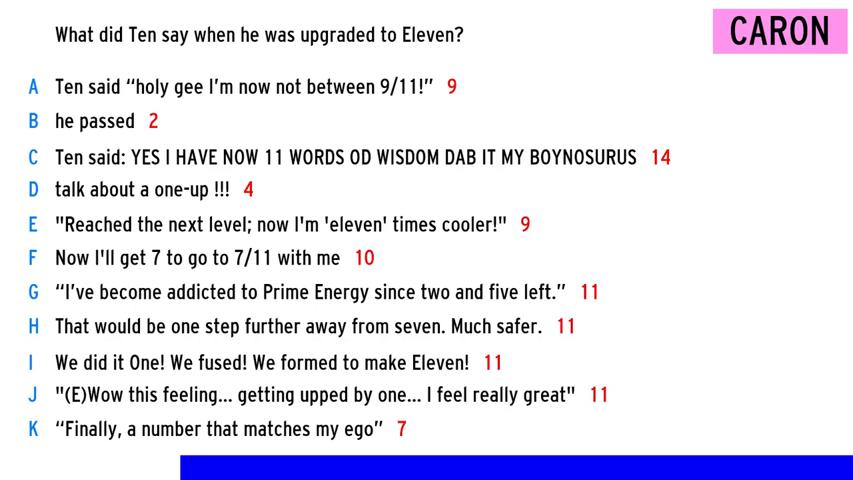 What did Ten say when he was upgraded to Eleven?
CARON
A Ten said “holy gee I’m now not between 9/11!” 9
B he passed 2
C Ten said: YES I HAVE NOW 11 WORDS OD WISDOM DAB IT MY BOYNOSURUS 14
D talk about a one-up !!! 4
E "Reached the next level; now I'm 'eleven' times cooler!" 9
F Now I'll get 7 to go to 7/11 with me 10
G “I’ve become addicted to Prime Energy since two and five left.” 11
H That would be one step further away from seven. Much safer. 11
I We did it One! We fused! We formed to make Eleven! 11
J "(E)Wow this feeling... getting upped by one... I feel really great" 11
K “Finally, a number that matches my ego” 7